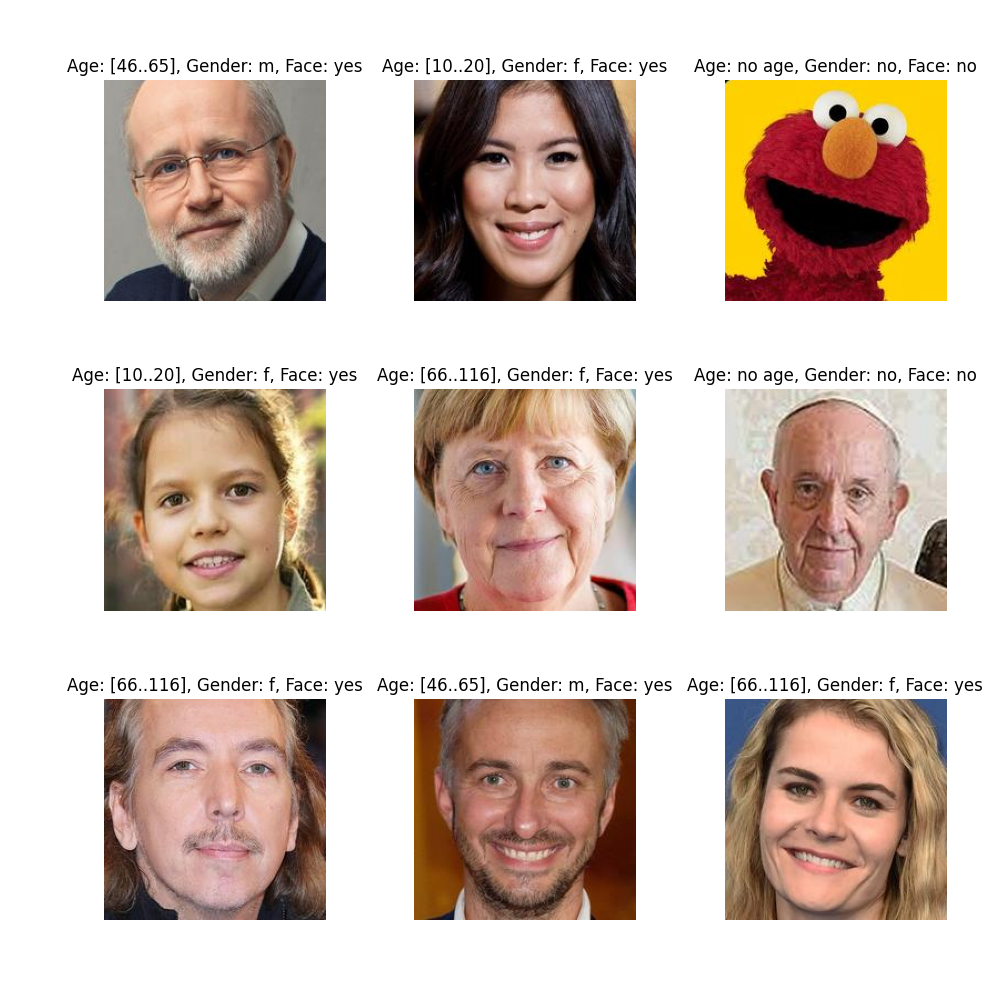 Age: [46..65], Gender: m, Face: yes
Age: [10..20], Gender: f, Face: yes
Age: no age, Gender: no, Face: no
Age: [10..20], Gender: f, Face: yes
Age: [66..116], Gender: f, Face: yes
Age: no age, Gender: no, Face: no
Age: [66..116], Gender: f, Face: yes
Age: [46..65], Gender: m, Face: yes
Age: [66..116], Gender: f, Face: yes